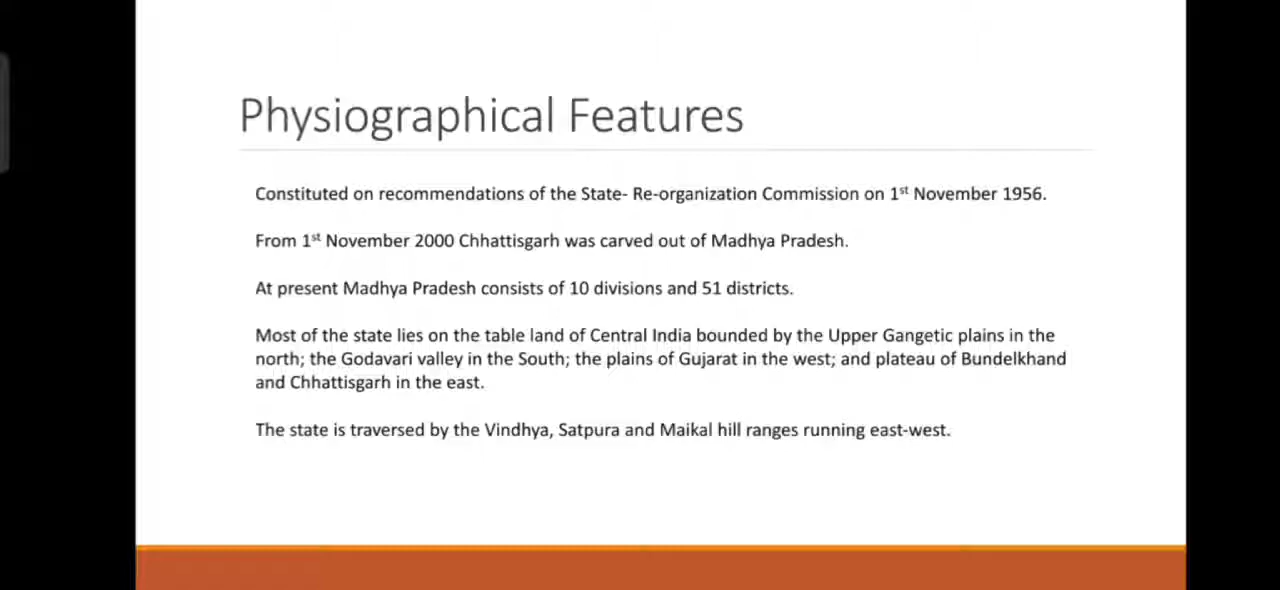 Physiographical Features
Constituted on recommendations of the State- Re-organization Commission on 1st November 1956.
From 1st November 2000 Chhattisgarh was carved out of Madhya Pradesh.
At present Madhya Pradesh consists of 10 divisions and 51 districts.
Most of the state lies on the table land of Central India bounded by the Upper Gangetic plains in the
north; the Godavari valley in the South; the plains of Gujarat in the west; and plateau of Bundelkhand
and Chhattisgarh in the east.
The state is traversed by the Vindhya, Satpura and Maikal hill ranges running east-west.